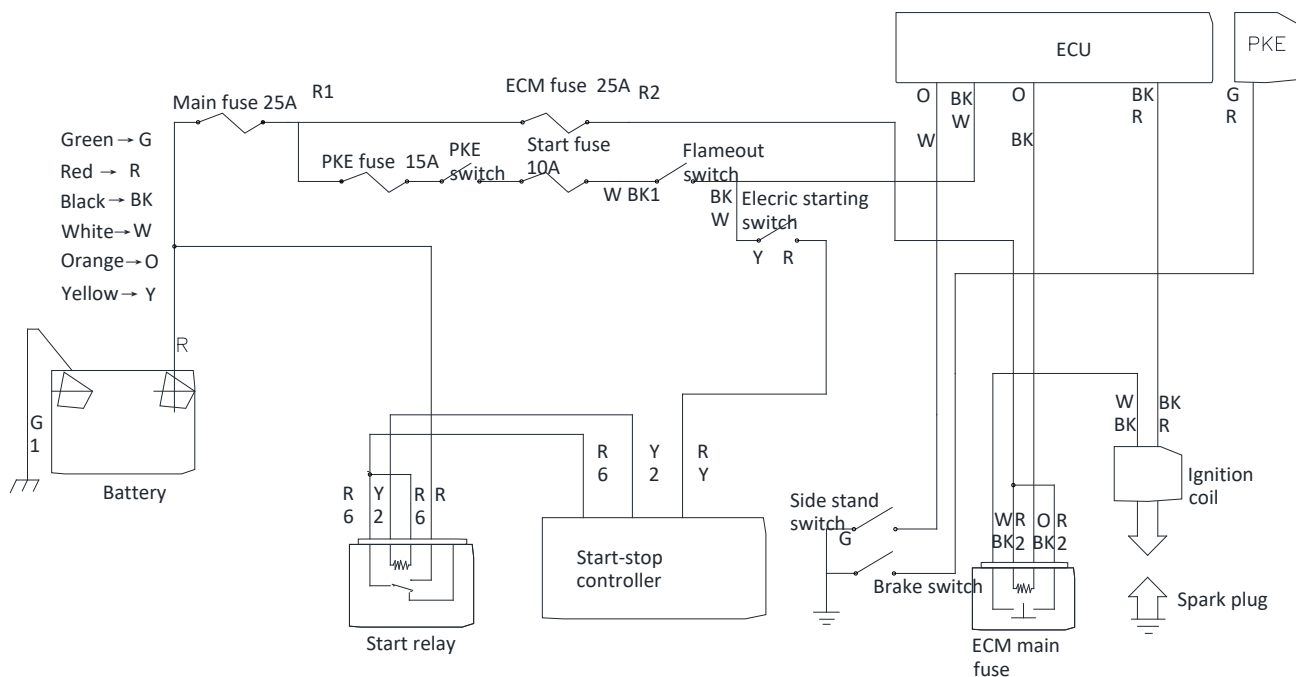 ECU
PKE
Main fuse 25A
R1
ECM fuse 25A
R2
O
W
BK
W
O
BK
BK
R
G
R
Green→G
Red → R
Black→BK
White→W
Orange→O
Yellow→ Y
PKE fuse 15A
PKE
switch
Start fuse
10A
W BK1
Flameout
switch
BK
W
Elecric starting
switch
Y R
R
G
1
Battery
R
6
Y
2
R
6
R
Start relay
R
6
Y
2
R
Y
Start-stop
controller
Side stand
switch
G
Brake switch
W
BK
R
2
O
BK
R
2
ECM main
fuse
W
BK
BK
R
Ignition
coil
Spark plug